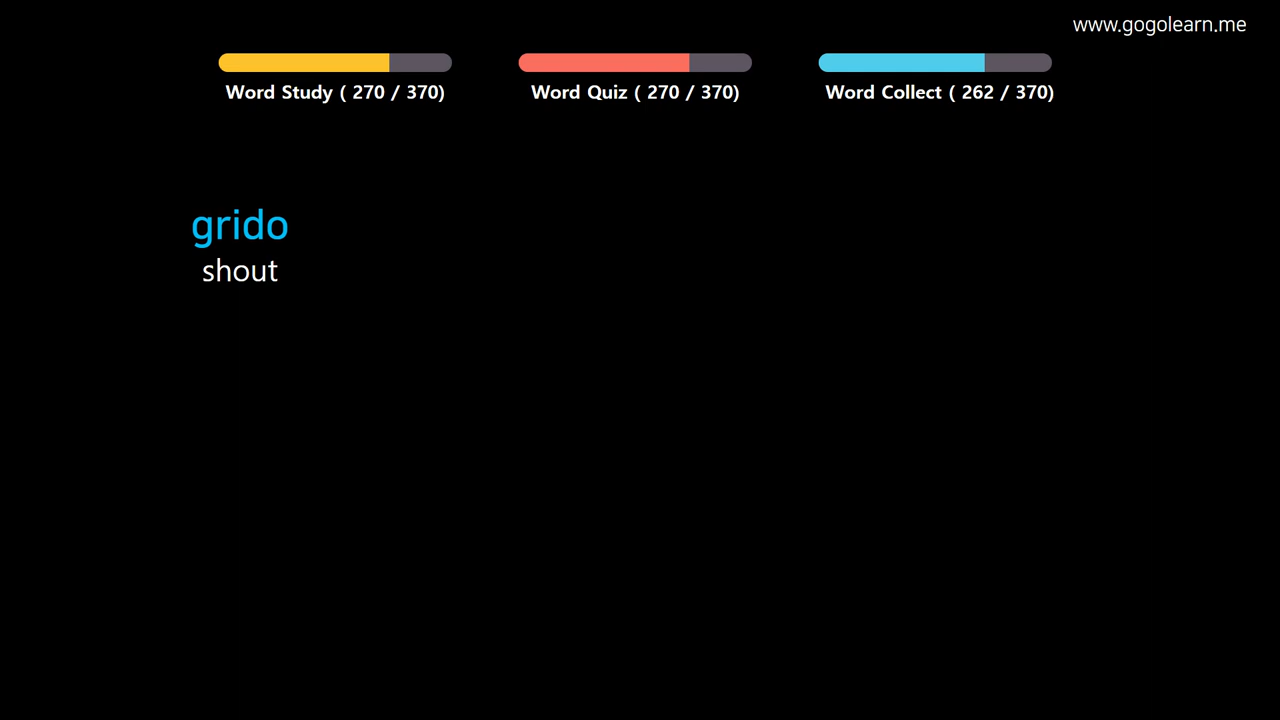 www.gogolearn.me
Word Study ( 270 / 370)
Word Quiz ( 270 / 370)
Word Collect ( 262 / 370)
grido
shout